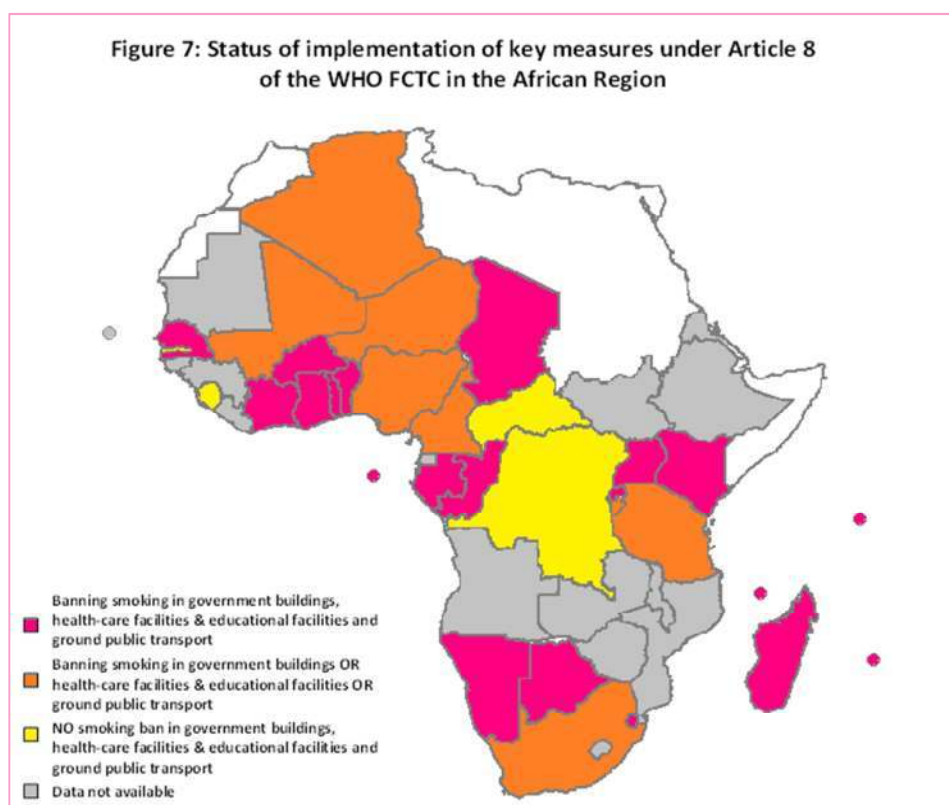 Figure 7: Status of implementation of key measures under Article 8
of the WHO FCTC in the African Region
Banning smoking in government buildings,
health-care facilities & educational facilities and
ground public transport
Banning smoking in government buildings OR
health-care facilities & educational facilities OR
ground public transport
NO smoking ban in government buildings,
health-care facilities & educational facilities and
ground public transport
Data not available